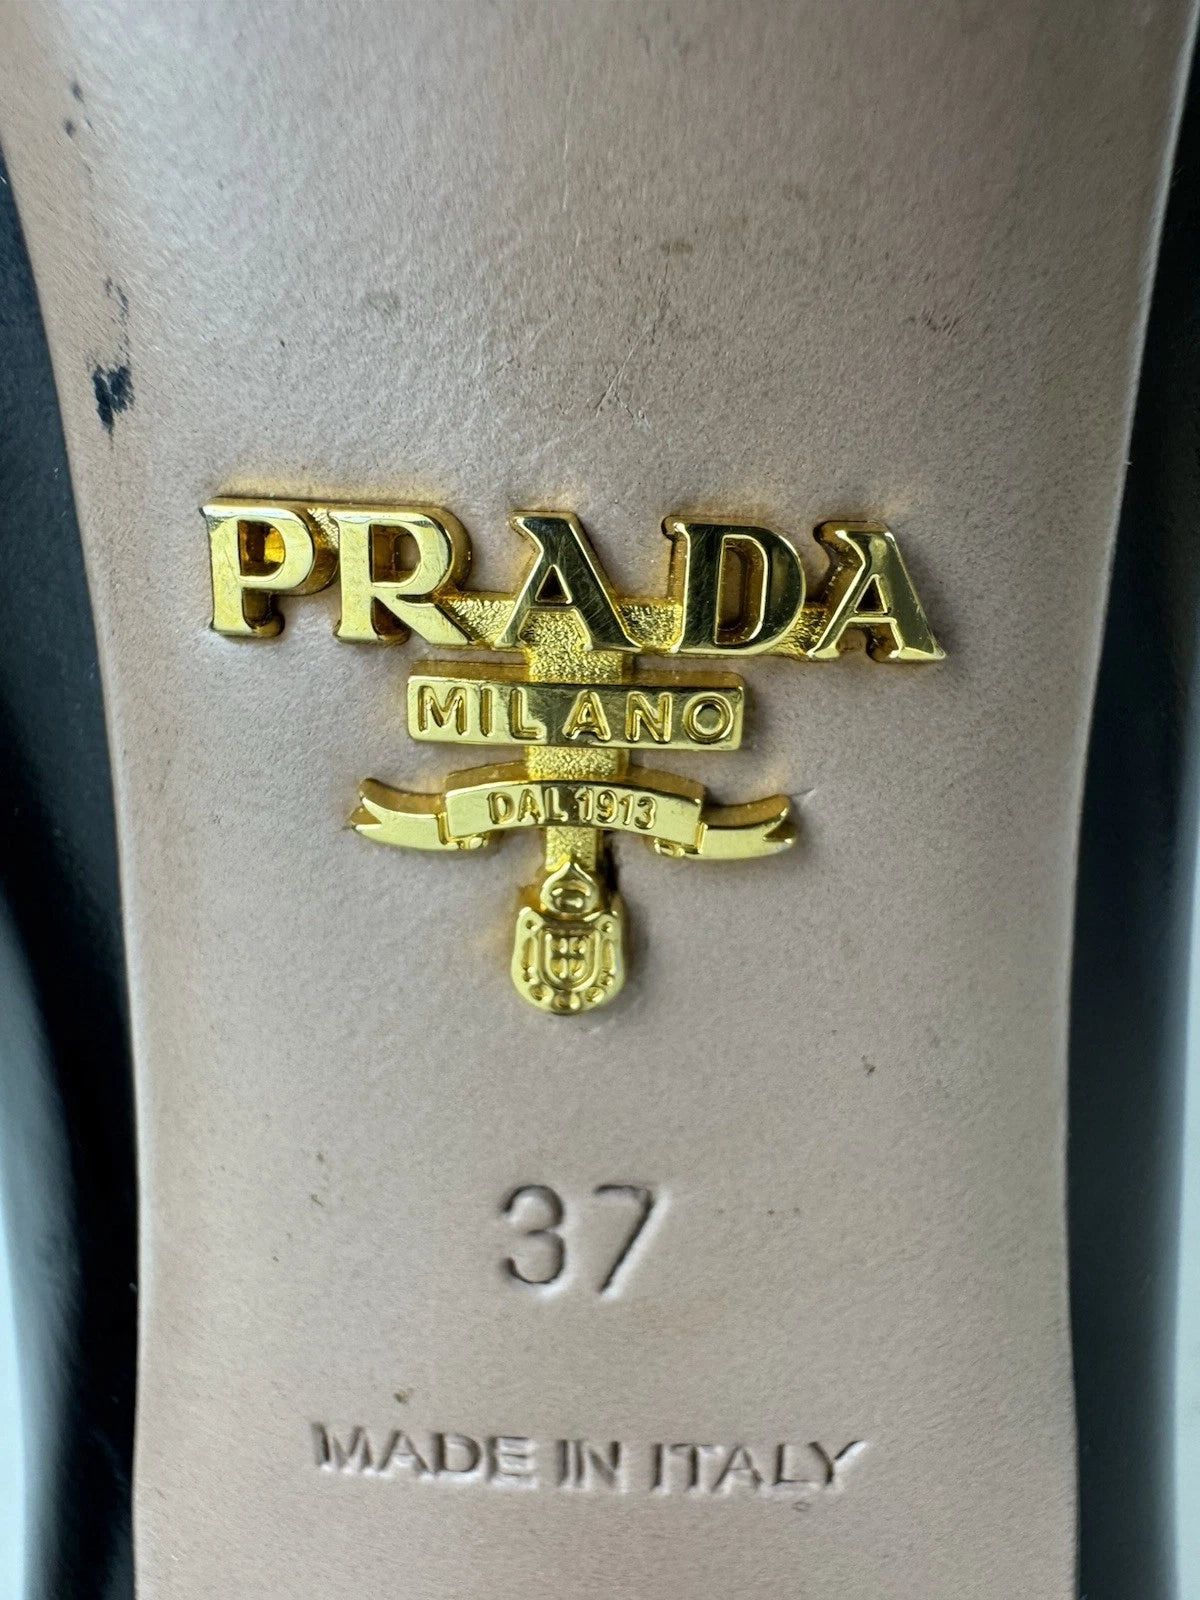 PRADA
MILANO
DAL 1913
37
MADE IN ITALY